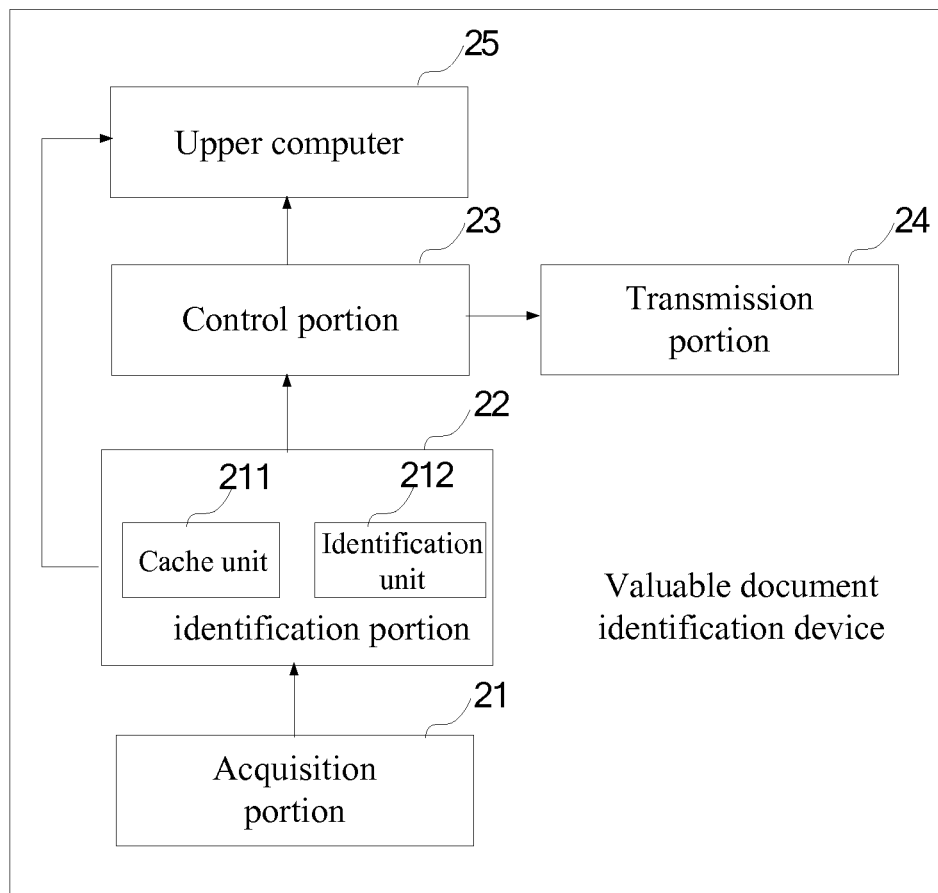 25
Upper computer
23
24
Control portion
Transmission
portion
22
211
212
Cache unit
Identification
unit
identification portion
Valuable document
identification device
21
Acquisition
portion